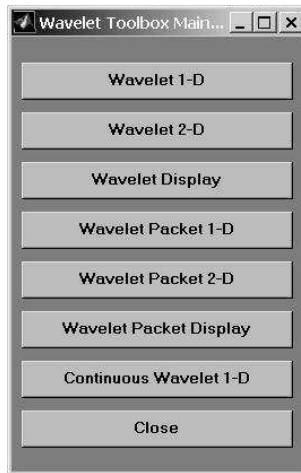 Wavelet Toolbox Main...
Wavelet 1-D
Wavelet 2-D
Wavelet Display
Wavelet Packet 1-D
Wavelet Packet 2-D
Wavelet Packet Display
Continuous Wavelet 1-D
Close